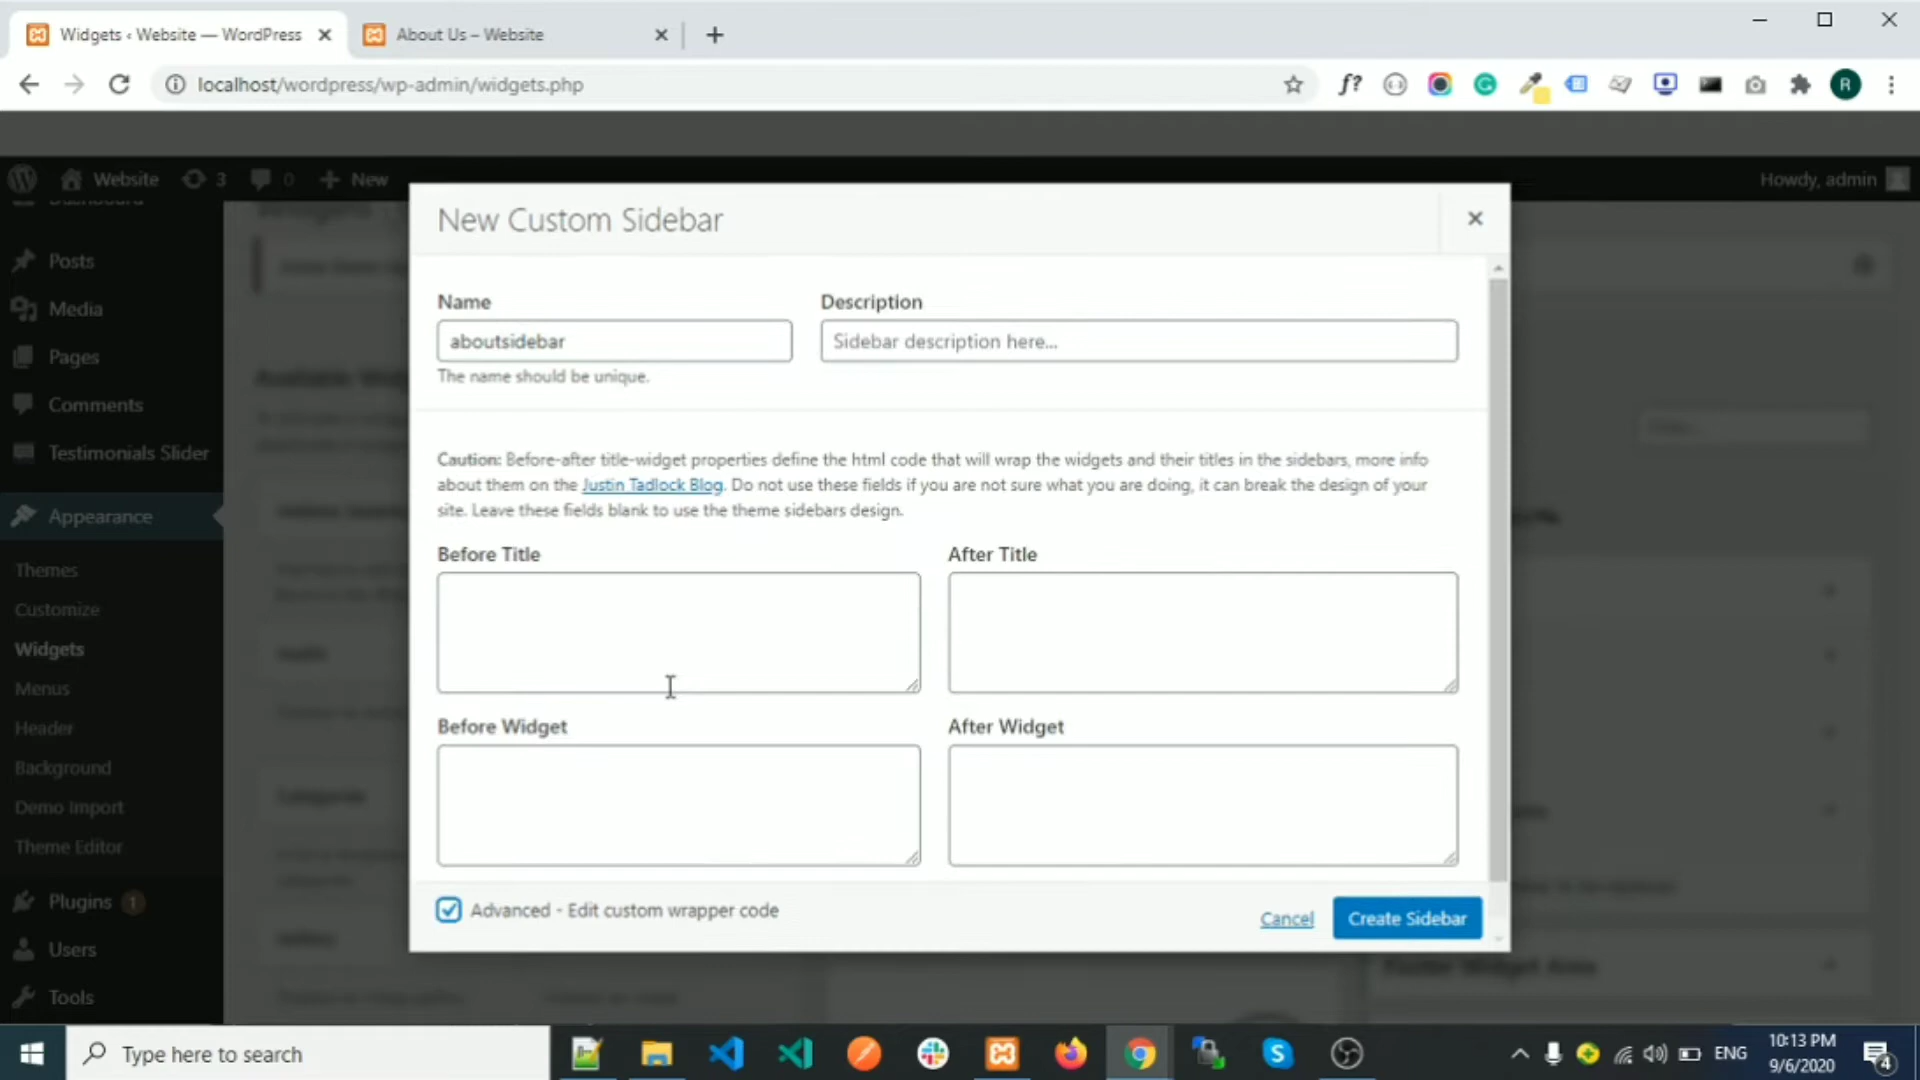 Widgets ‹ Website — WordPress
About Us – Website
localhost/wordpress/wp-admin/widgets.php
f?
R
Website
3
0
New
Howdy, admin
Posts
Media
Pages
Comments
Testimonials Slider
Appearance
Themes
Customize
Widgets
Menus
Header
Background
Demo Import
Theme Editor
Plugins 1
Users
Tools
New Custom Sidebar
Name
Description
aboutsidebar
Sidebar description here...
The name should be unique.
Caution: Before-after title-widget properties define the html code that will wrap the widgets and their titles in the sidebars, more info
about them on the Justin Tadlock Blog. Do not use these fields if you are not sure what you are doing, it can break the design of your
site. Leave these fields blank to use the theme sidebars design.
Before Title
After Title
Before Widget
After Widget
Advanced - Edit custom wrapper code
Cancel
Create Sidebar
Footer Widget Area
Type here to search
ENG
10:13 PM
9/6/2020
4